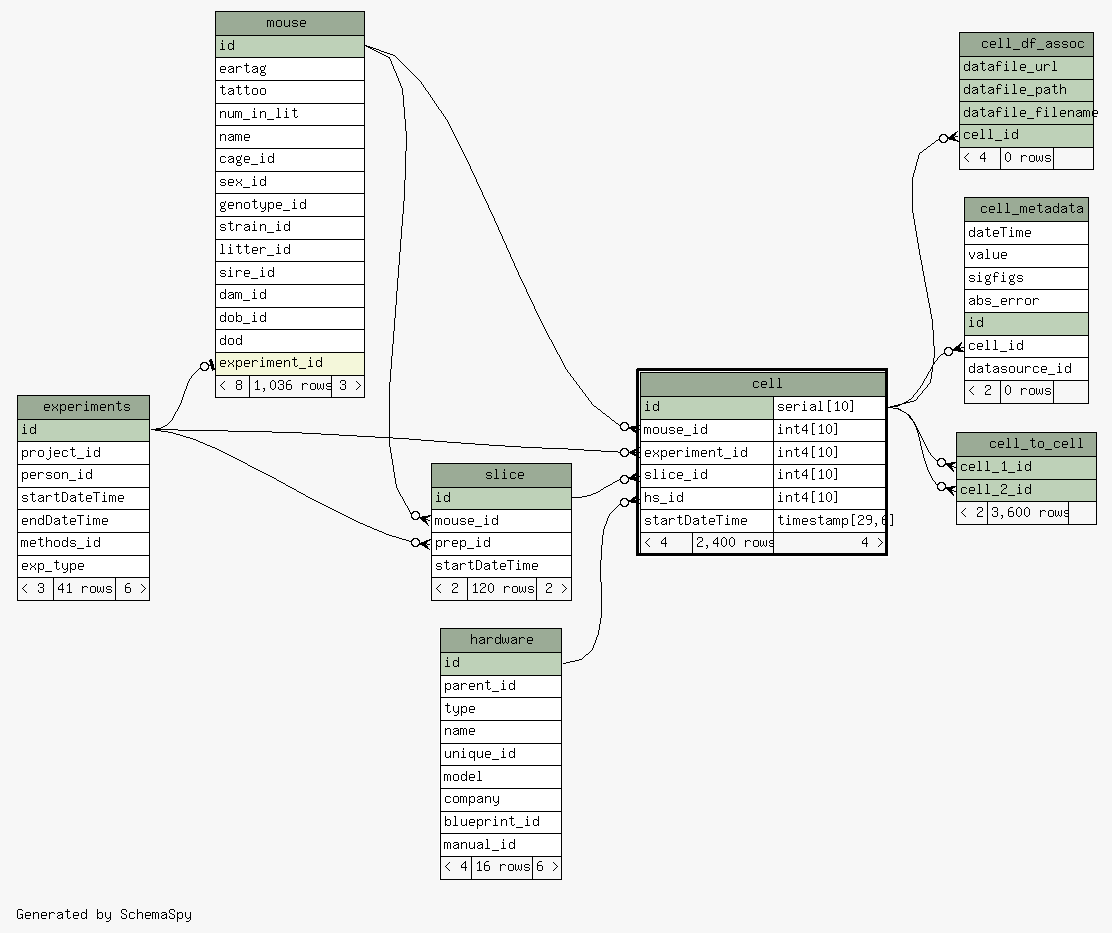 mouse
id
eartag
tattoo
num_in_lit
name
cage_id
sex_id
genotype_id
strain_id
litter_id
sire_id
dam_id
dob_id
dod
experiment_id
< 8 1,036 rows 3 >
experiments
id
project_id
person_id
startDateTime
endDateTime
methods_id
exp_type
< 3 41 rows 6 >
slice
id
mouse_id
prep_id
startDateTime
< 2 120 rows 2 >
hardware
id
parent_id
type
name
unique_id
model
company
blueprint_id
manual_id
< 4 16 rows 6 >
cell
id serial[10]
mouse_id int4[10]
experiment_id int4[10]
slice_id int4[10]
hs_id int4[10]
startDateTime timestamp[29,6]
< 4 2,400 rows 4 >
cell_df_assoc
datafile_url
datafile_path
datafile_filename
cell_id
< 4 0 rows
cell_metadata
dateTime
value
sigfigs
abs_error
id
cell_id
datasource_id
< 2 0 rows
cell_to_cell
cell_1_id
cell_2_id
< 2 3,600 rows
Generated by SchemaSpy